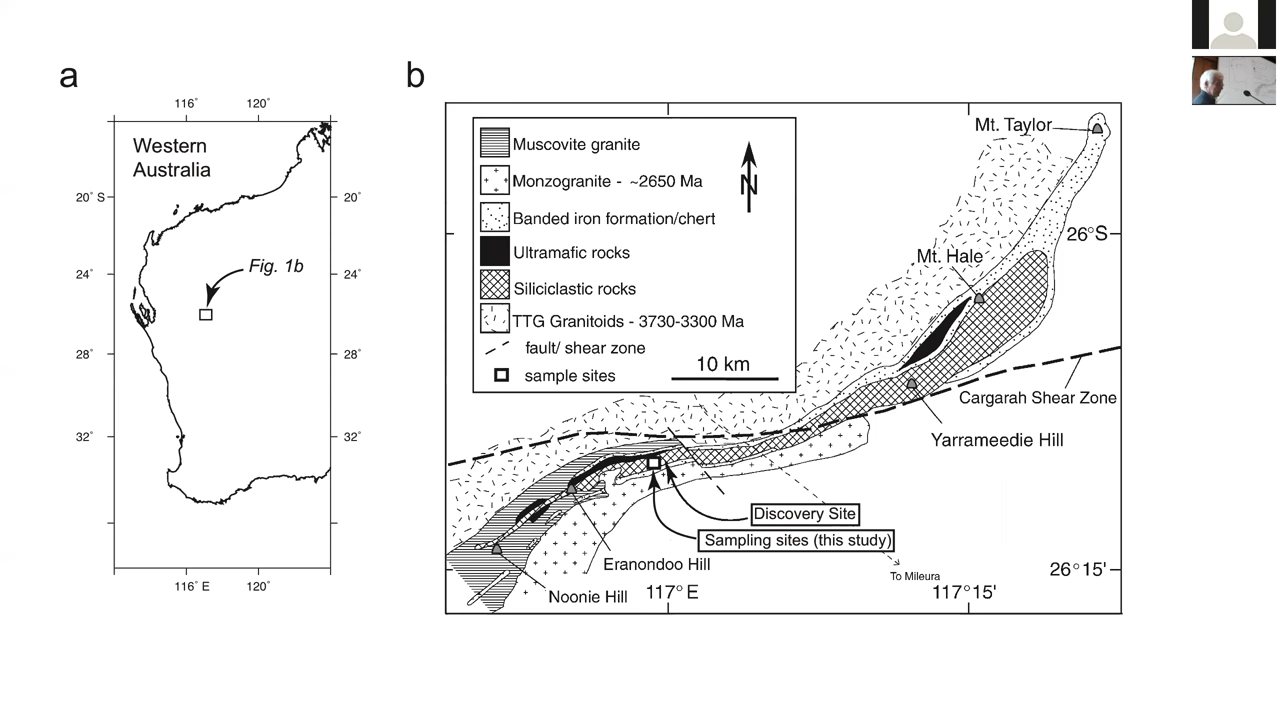 a
116°
120°
Western
Australia
20° S
20°
Fig. 1b
24°
24°
28°
28°
32°
32°
116° E
120°
b
Muscovite granite
Monzogranite - ~2650 Ma
Banded iron formation/chert
Ultramafic rocks
Siliciclastic rocks
TTG Granitoids - 3730-3300 Ma
fault/ shear zone
sample sites
10 km
N
Mt. Taylor
26°S
Mt. Hale
Cargarah Shear Zone
Yarrameedie Hill
Discovery Site
Sampling sites (this study)
Eranondoo Hill
To Mileura
26°15'
Noonie Hill
117° E
117°15'